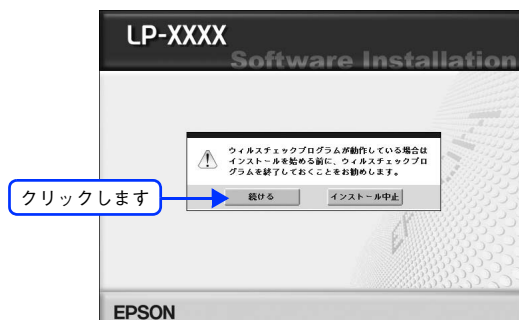 LP-XXXX
Software Installation
ウィルスチェックプログラムが動作している場合は
インストールを始める前に、ウィルスチェックプロ
グラムを終了しておくことをお勧めします。
クリックします
続ける
インストール中止
EPSON